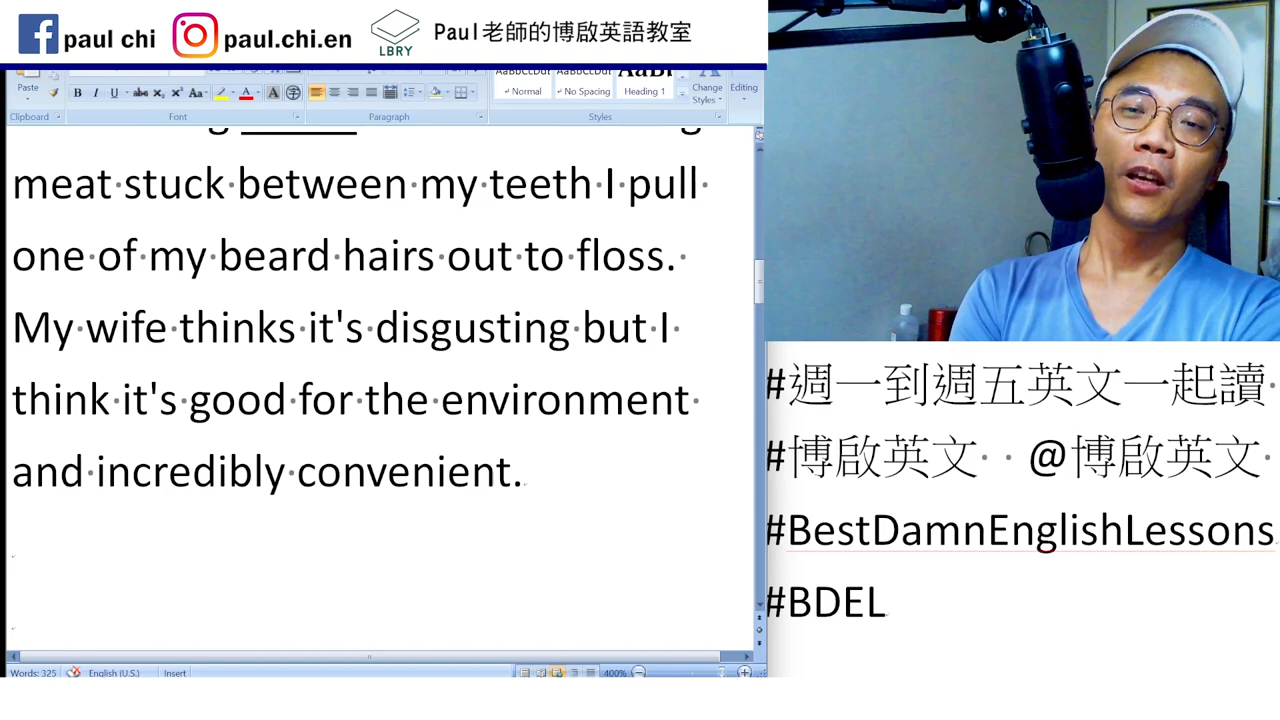 paul chi
paul.chi.en
LBRY
Paul老師的博啟英語教室
Paste
Normal
No Spacing
Heading 1
Change
Styles
Editing
Clipboard
Font
Paragraph
Styles
meat stuck between my teeth I pull
one of my beard hairs out to floss.
My wife thinks it's disgusting but I
think it's good for the environment
and incredibly convenient.
Words: 325
English (U.S.)
Insert
400%
#週一到週五英文一起讀
#博啟英文 @博啟英文
#BestDamnEnglishLessons
#BDEL